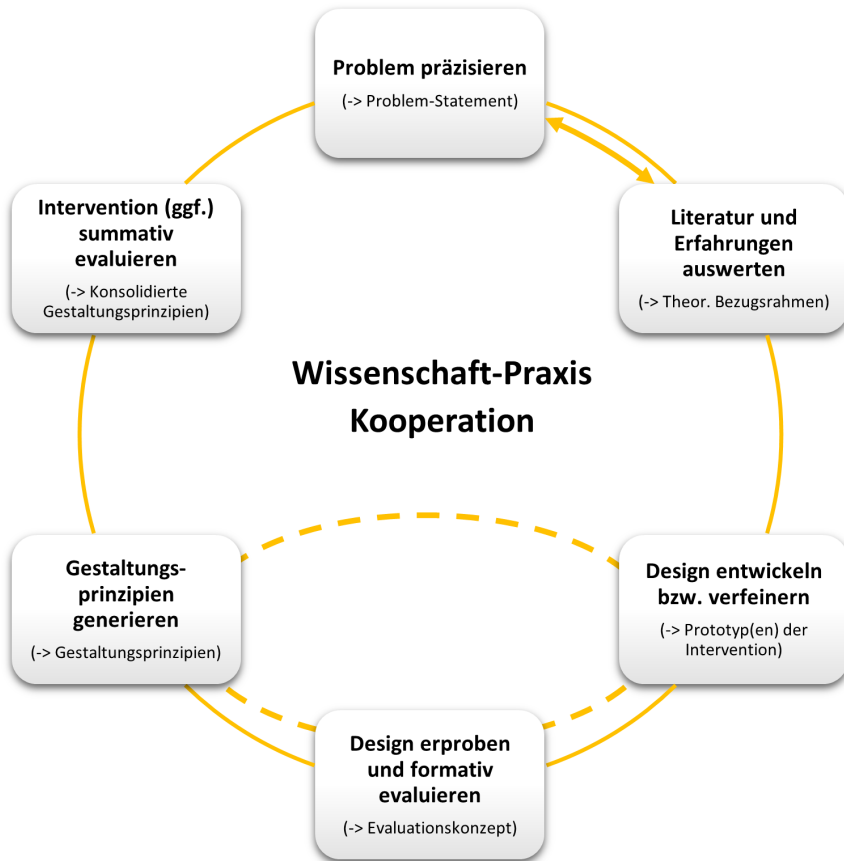 Problem präzisieren
(-> Problem-Statement)
Literatur und
Erfahrungen
auswerten
(-> Theor. Bezugsrahmen)
Design entwickeln
bzw. verfeinern
(-> Prototyp(en) der
Intervention)
Design erproben
und formativ
evaluieren
(-> Evaluationskonzept)
Gestaltungs-
prinzipien
generieren
(-> Gestaltungsprinzipien)
Intervention (ggf.)
summativ
evaluieren
(-> Konsolidierte
Gestaltungsprinzipien)
Wissenschaft-Praxis
Kooperation